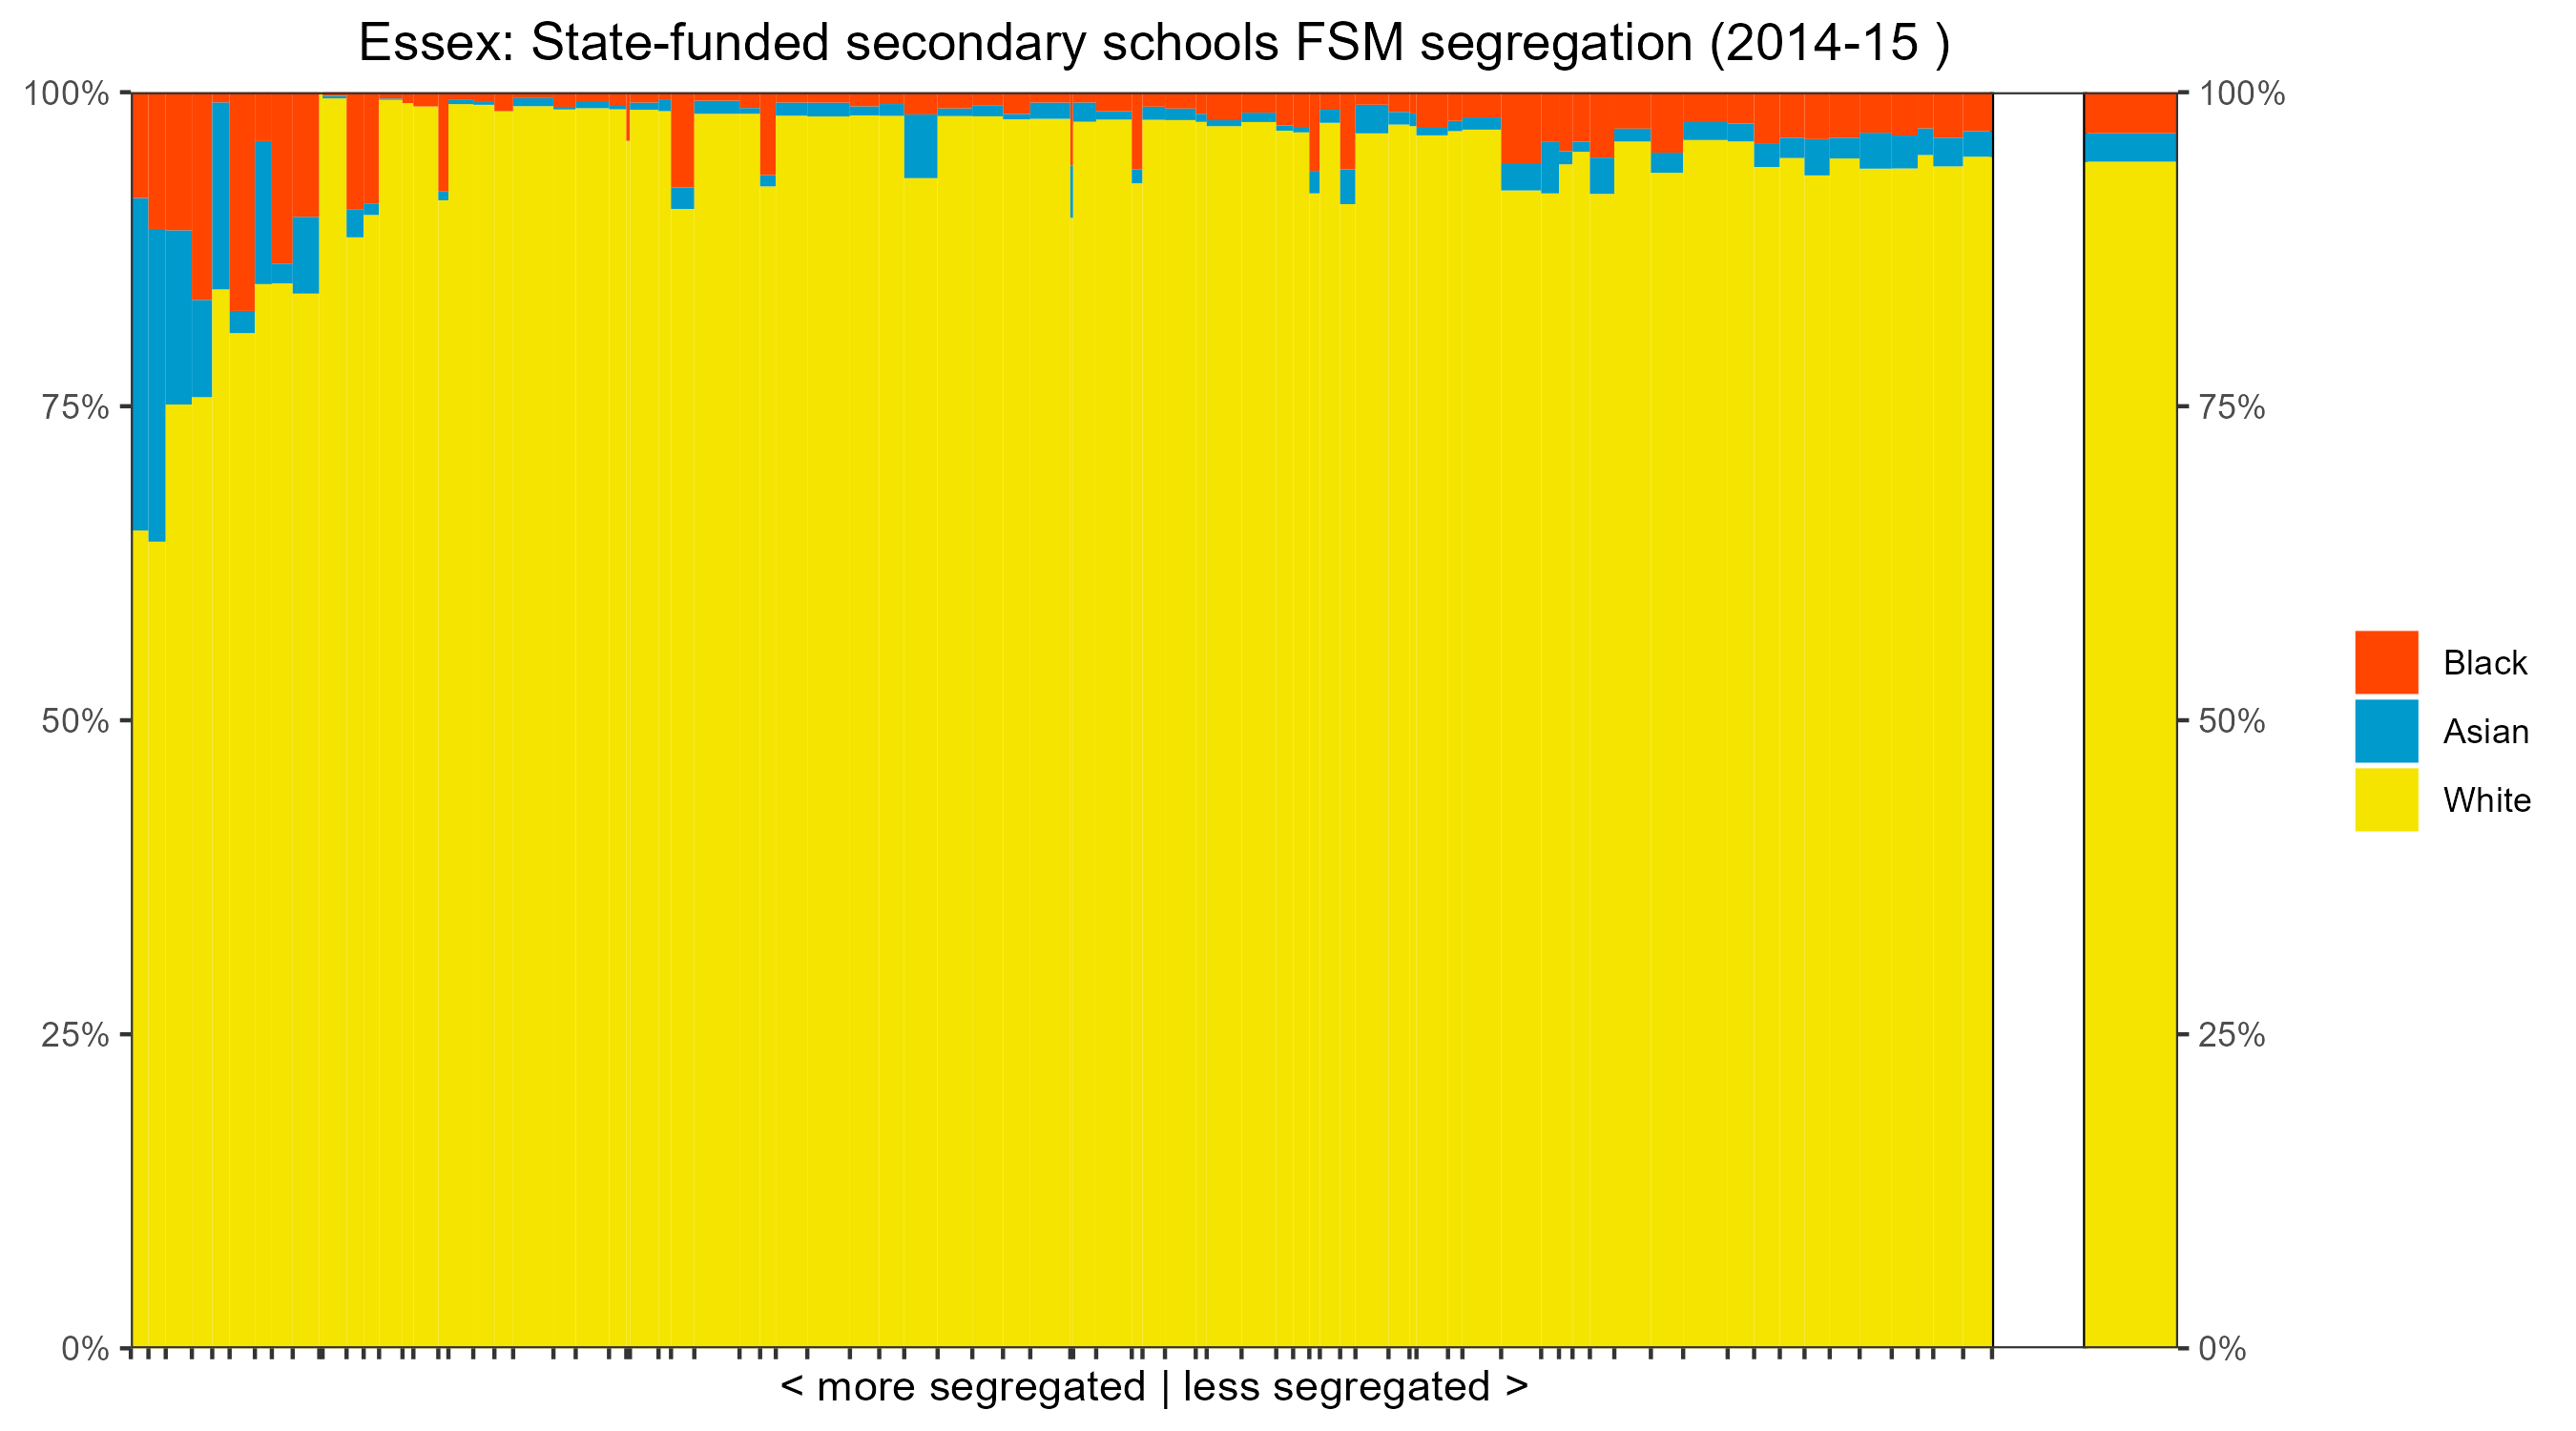 Essex: State-funded secondary schools FSM segregation (2014-15 )
100%
75%
50%
25%
0%
100%
75%
50%
25%
0%
Black
Asian
White
< more segregated | less segregated >